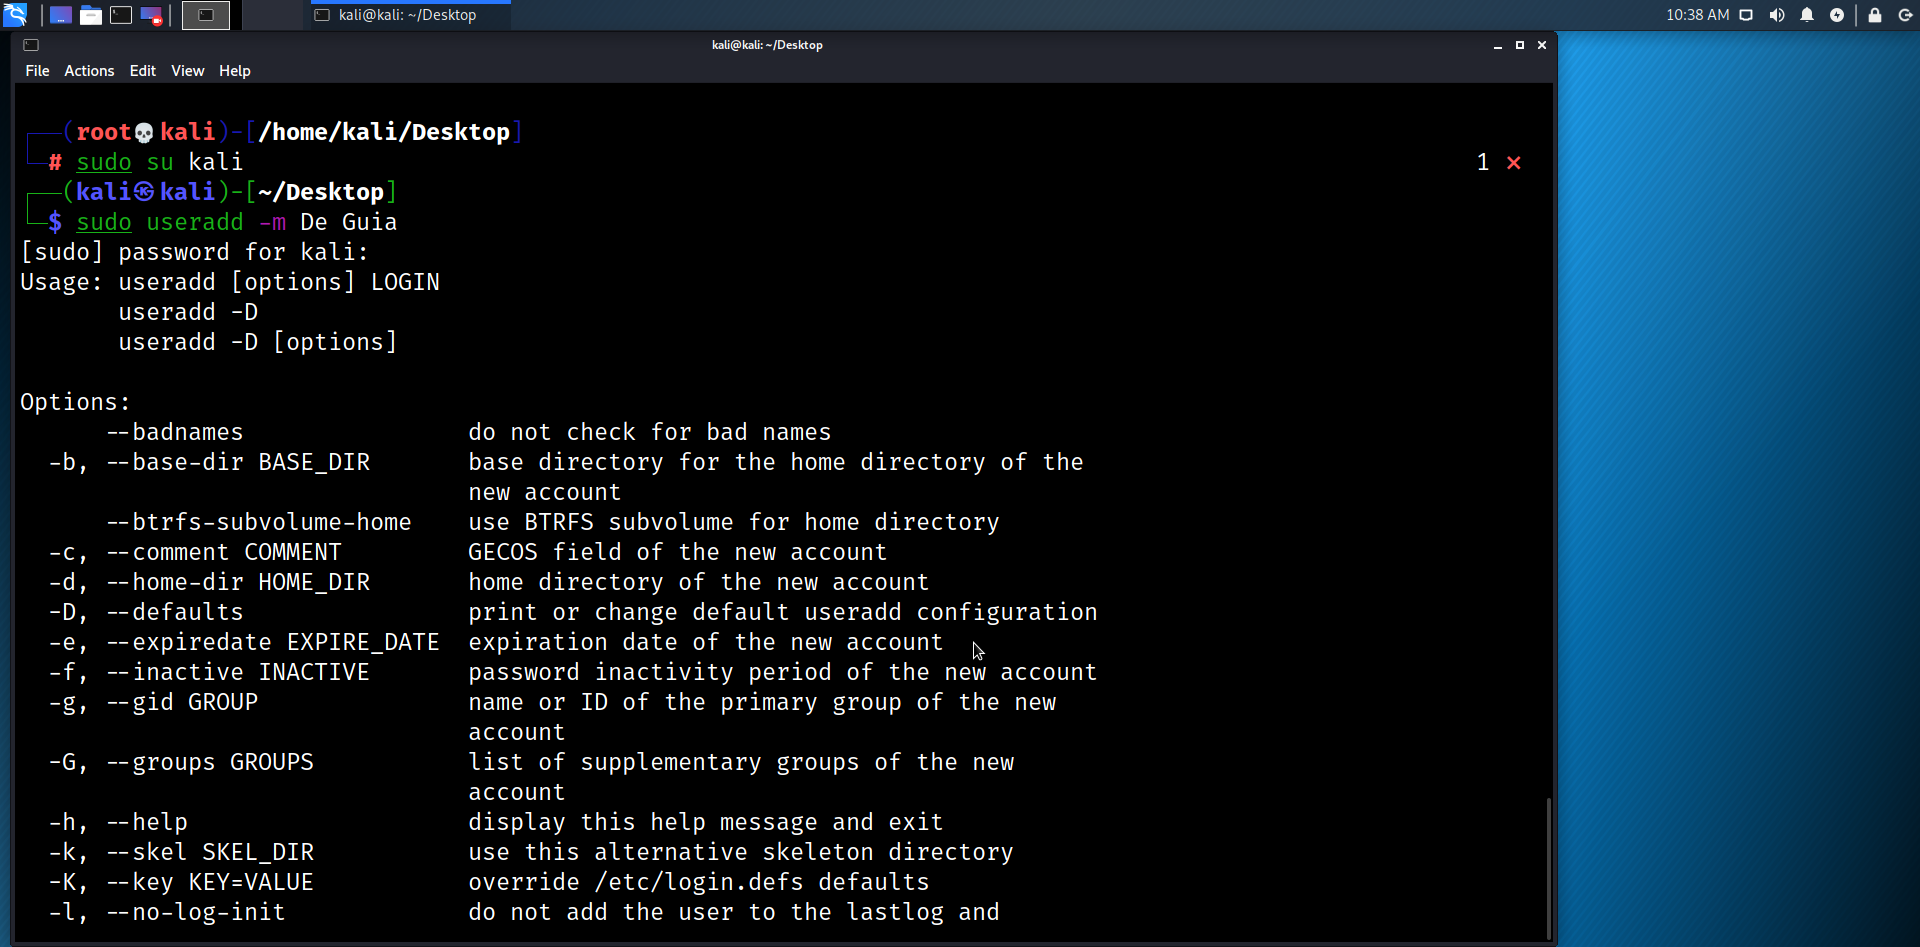 kali@kali: ~/Desktop
10:38 AM
kali@kali: ~/Desktop
File Actions Edit View Help
(root💀kali)-[/home/kali/Desktop]
# sudo su kali 1 ✕
(kali㉿kali)-[~/Desktop]
$ sudo useradd -m De Guia
[sudo] password for kali:
Usage: useradd [options] LOGIN
useradd -D
useradd -D [options]
Options:
--badnames do not check for bad names
-b, --base-dir BASE_DIR base directory for the home directory of the
new account
--btrfs-subvolume-home use BTRFS subvolume for home directory
-c, --comment COMMENT GECOS field of the new account
-d, --home-dir HOME_DIR home directory of the new account
-D, --defaults print or change default useradd configuration
-e, --expiredate EXPIRE_DATE expiration date of the new account
-f, --inactive INACTIVE password inactivity period of the new account
-g, --gid GROUP name or ID of the primary group of the new
account
-G, --groups GROUPS list of supplementary groups of the new
account
-h, --help display this help message and exit
-k, --skel SKEL_DIR use this alternative skeleton directory
-K, --key KEY=VALUE override /etc/login.defs defaults
-l, --no-log-init do not add the user to the lastlog and